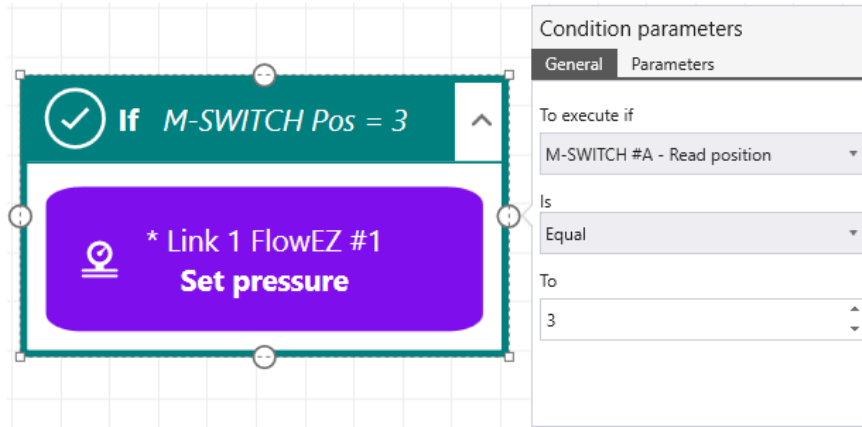 If M-SWITCH Pos = 3
* Link 1 FlowEZ #1
Set pressure
Condition parameters
General Parameters
To execute if
M-SWITCH #A - Read position
Is
Equal
To
3